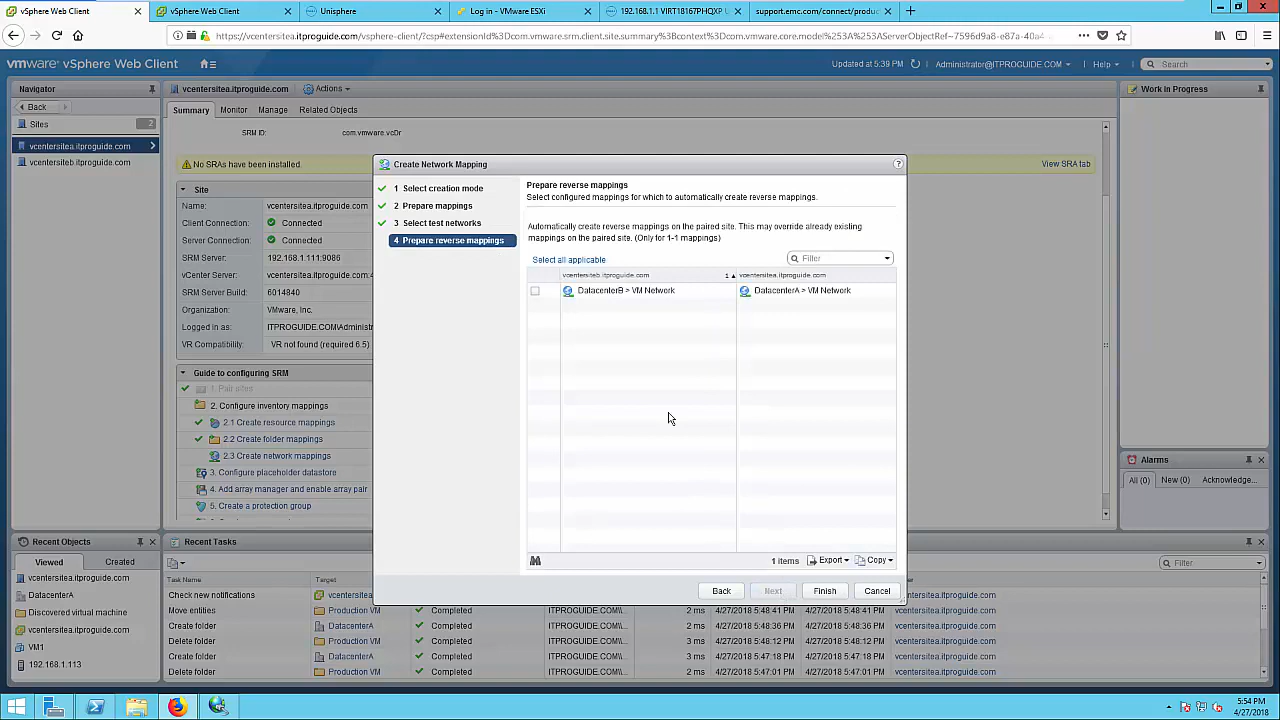 vSphere Web Client
vSphere Web Client
Unisphere
Log in - VMware ESXi
192.168.1.1 VIRT18167PHQXP U
support.emc.com/connect/produc
https://vcentersitea.itproguide.com/vsphere-client/?csp#extensionId%3Dcom.vmware.srm.client.site.summary%3Bcontext%3Dcom.vmware.core.model%253A%253AServerObjectRef~7596d9a8-e87a-40a4
vmware® vSphere Web Client
Updated at 5:39 PM
Administrator@ITPROGUIDE.COM
Help
Search
Navigator
Back
Sites
2
vcentersitea.itproguide.com
vcentersiteb.itproguide.com
vcentersitea.itproguide.com
Actions
Summary
Monitor
Manage
Related Objects
SRM ID:
com.vmware.vcDr
No SRAs have been installed.
View SRA tab
Site
Name:
vcentersitea.itproguide.com
Client Connection:
Connected
Server Connection:
Connected
SRM Server:
192.168.1.111:9086
vCenter Server:
vcentersitea.itproguide.com:4
SRM Server Build:
6014840
Organization:
VMware, Inc.
Logged in as:
ITPROGUIDE.COM\Administr
VR Compatibility:
VR not found (required 6.5)
Guide to configuring SRM
1. Pair sites
2. Configure inventory mappings
2.1 Create resource mappings
2.2 Create folder mappings
2.3 Create network mappings
3. Configure placeholder datastore
4. Add array manager and enable array pair
5. Create a protection group
Create Network Mapping
1 Select creation mode
2 Prepare mappings
3 Select test networks
4 Prepare reverse mappings
Prepare reverse mappings
Select configured mappings for which to automatically create reverse mappings.
Automatically create reverse mappings on the paired site. This may override already existing
mappings on the paired site. (Only for 1-1 mappings)
Select all applicable
Filter
vcentersiteb.itproguide.com
1
vcentersitea.itproguide.com
DatacenterB > VM Network
DatacenterA > VM Network
1 items
Export
Copy
Back
Next
Finish
Cancel
Work In Progress
Alarms
All (0)
New (0)
Acknowledge...
Recent Objects
Viewed
Created
vcentersitea.itproguide.com
DatacenterA
Discovered virtual machine
vcentersitea.itproguide.com
VM1
192.168.1.113
Recent Tasks
Filter
Task Name
Target
Check new notifications
vcentersite
vcentersitea.itproguide.com
Move entities
Production VM
Completed
ITPROGUIDE.COM\\...
2 ms
4/27/2018 5:48:41 PM
4/27/2018 5:48:41 PM
vcentersitea.itproguide.com
Create folder
DatacenterA
Completed
ITPROGUIDE.COM\\...
2 ms
4/27/2018 5:48:36 PM
4/27/2018 5:48:36 PM
vcentersitea.itproguide.com
Delete folder
Production VM
Completed
ITPROGUIDE.COM\\...
3 ms
4/27/2018 5:48:12 PM
4/27/2018 5:48:12 PM
vcentersitea.itproguide.com
Create folder
DatacenterA
Completed
ITPROGUIDE.COM\\...
3 ms
4/27/2018 5:47:18 PM
4/27/2018 5:47:18 PM
vcentersitea.itproguide.com
Delete folder
Production VM
Completed
ITPROGUIDE.COM\\...
2 ms
4/27/2018 5:47:01 PM
4/27/2018 5:47:01 PM
vcentersitea.itproguide.com
5:54 PM
4/27/2018